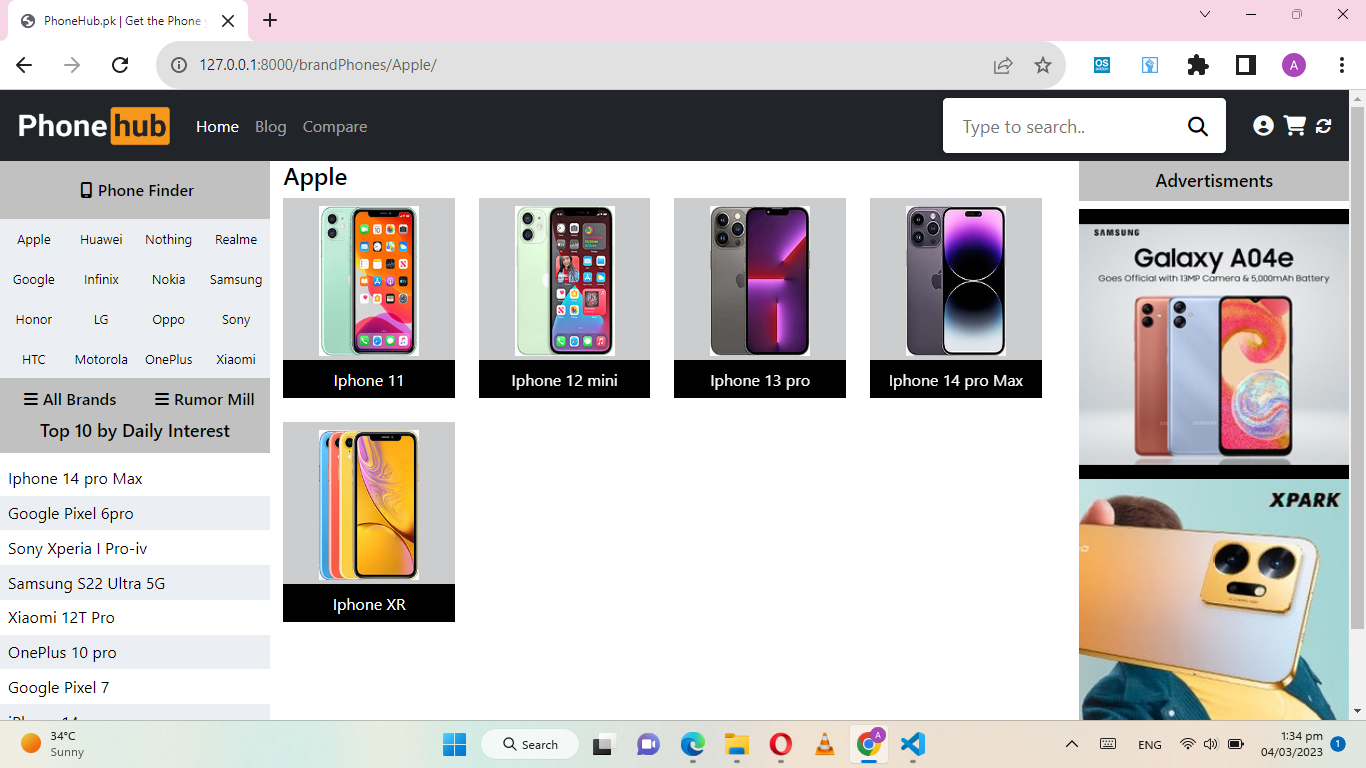 PhoneHub.pk | Get the Phone
127.0.0.1:8000/brandPhones/Apple/
OS
A
Phone hub
Home Blog Compare
Type to search..
Phone Finder
Apple Huawei Nothing Realme
Google Infinix Nokia Samsung
Honor LG Oppo Sony
HTC Motorola OnePlus Xiaomi
All Brands Rumor Mill
Top 10 by Daily Interest
Iphone 14 pro Max
Google Pixel 6pro
Sony Xperia I Pro-iv
Samsung S22 Ultra 5G
Xiaomi 12T Pro
OnePlus 10 pro
Google Pixel 7
iPhone 14
Apple
Iphone 11
Iphone 12 mini
Iphone 13 pro
Iphone 14 pro Max
Iphone XR
Advertisments
SAMSUNG
Galaxy A04e
Goes Official with 13MP Camera & 5,000mAh Battery
XPARK
34°C
Sunny
Search
A
ENG
1:34 pm
04/03/2023
1